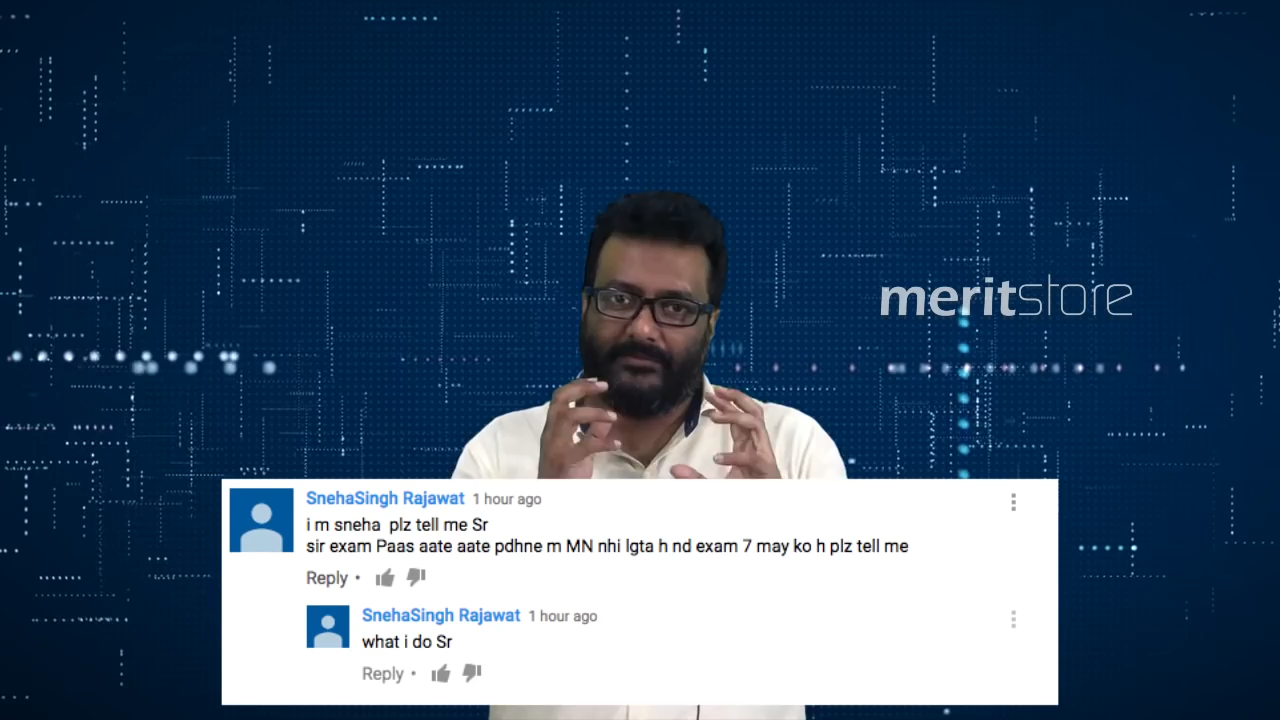 meritstore
SnehaSingh Rajawat 1 hour ago
i m sneha plz tell me Sr
sir exam Paas aate aate pdhne m MN nhi lgta h nd exam 7 may ko h plz tell me
Reply •
SnehaSingh Rajawat 1 hour ago
what i do Sr
Reply •